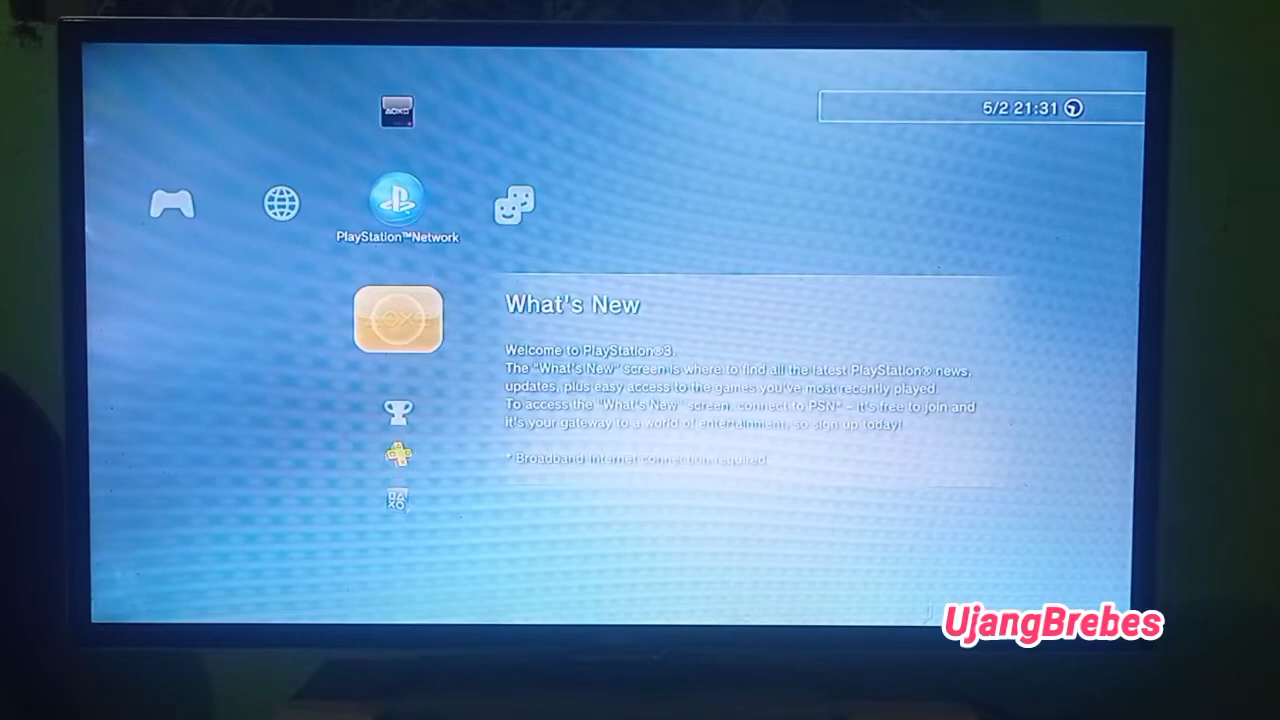 5/2 21:31
PlayStation™Network
What's New
Welcome to PlayStation®3.
The "What's New" screen is where to find all the latest PlayStation® news,
updates, plus easy access to the games you've most recently played.
To access the "What's New" screen, connect to PSN* – it's free to join and
it's your gateway to a world of entertainment, so sign up today!
* Broadband internet connection required
UjangBrebes